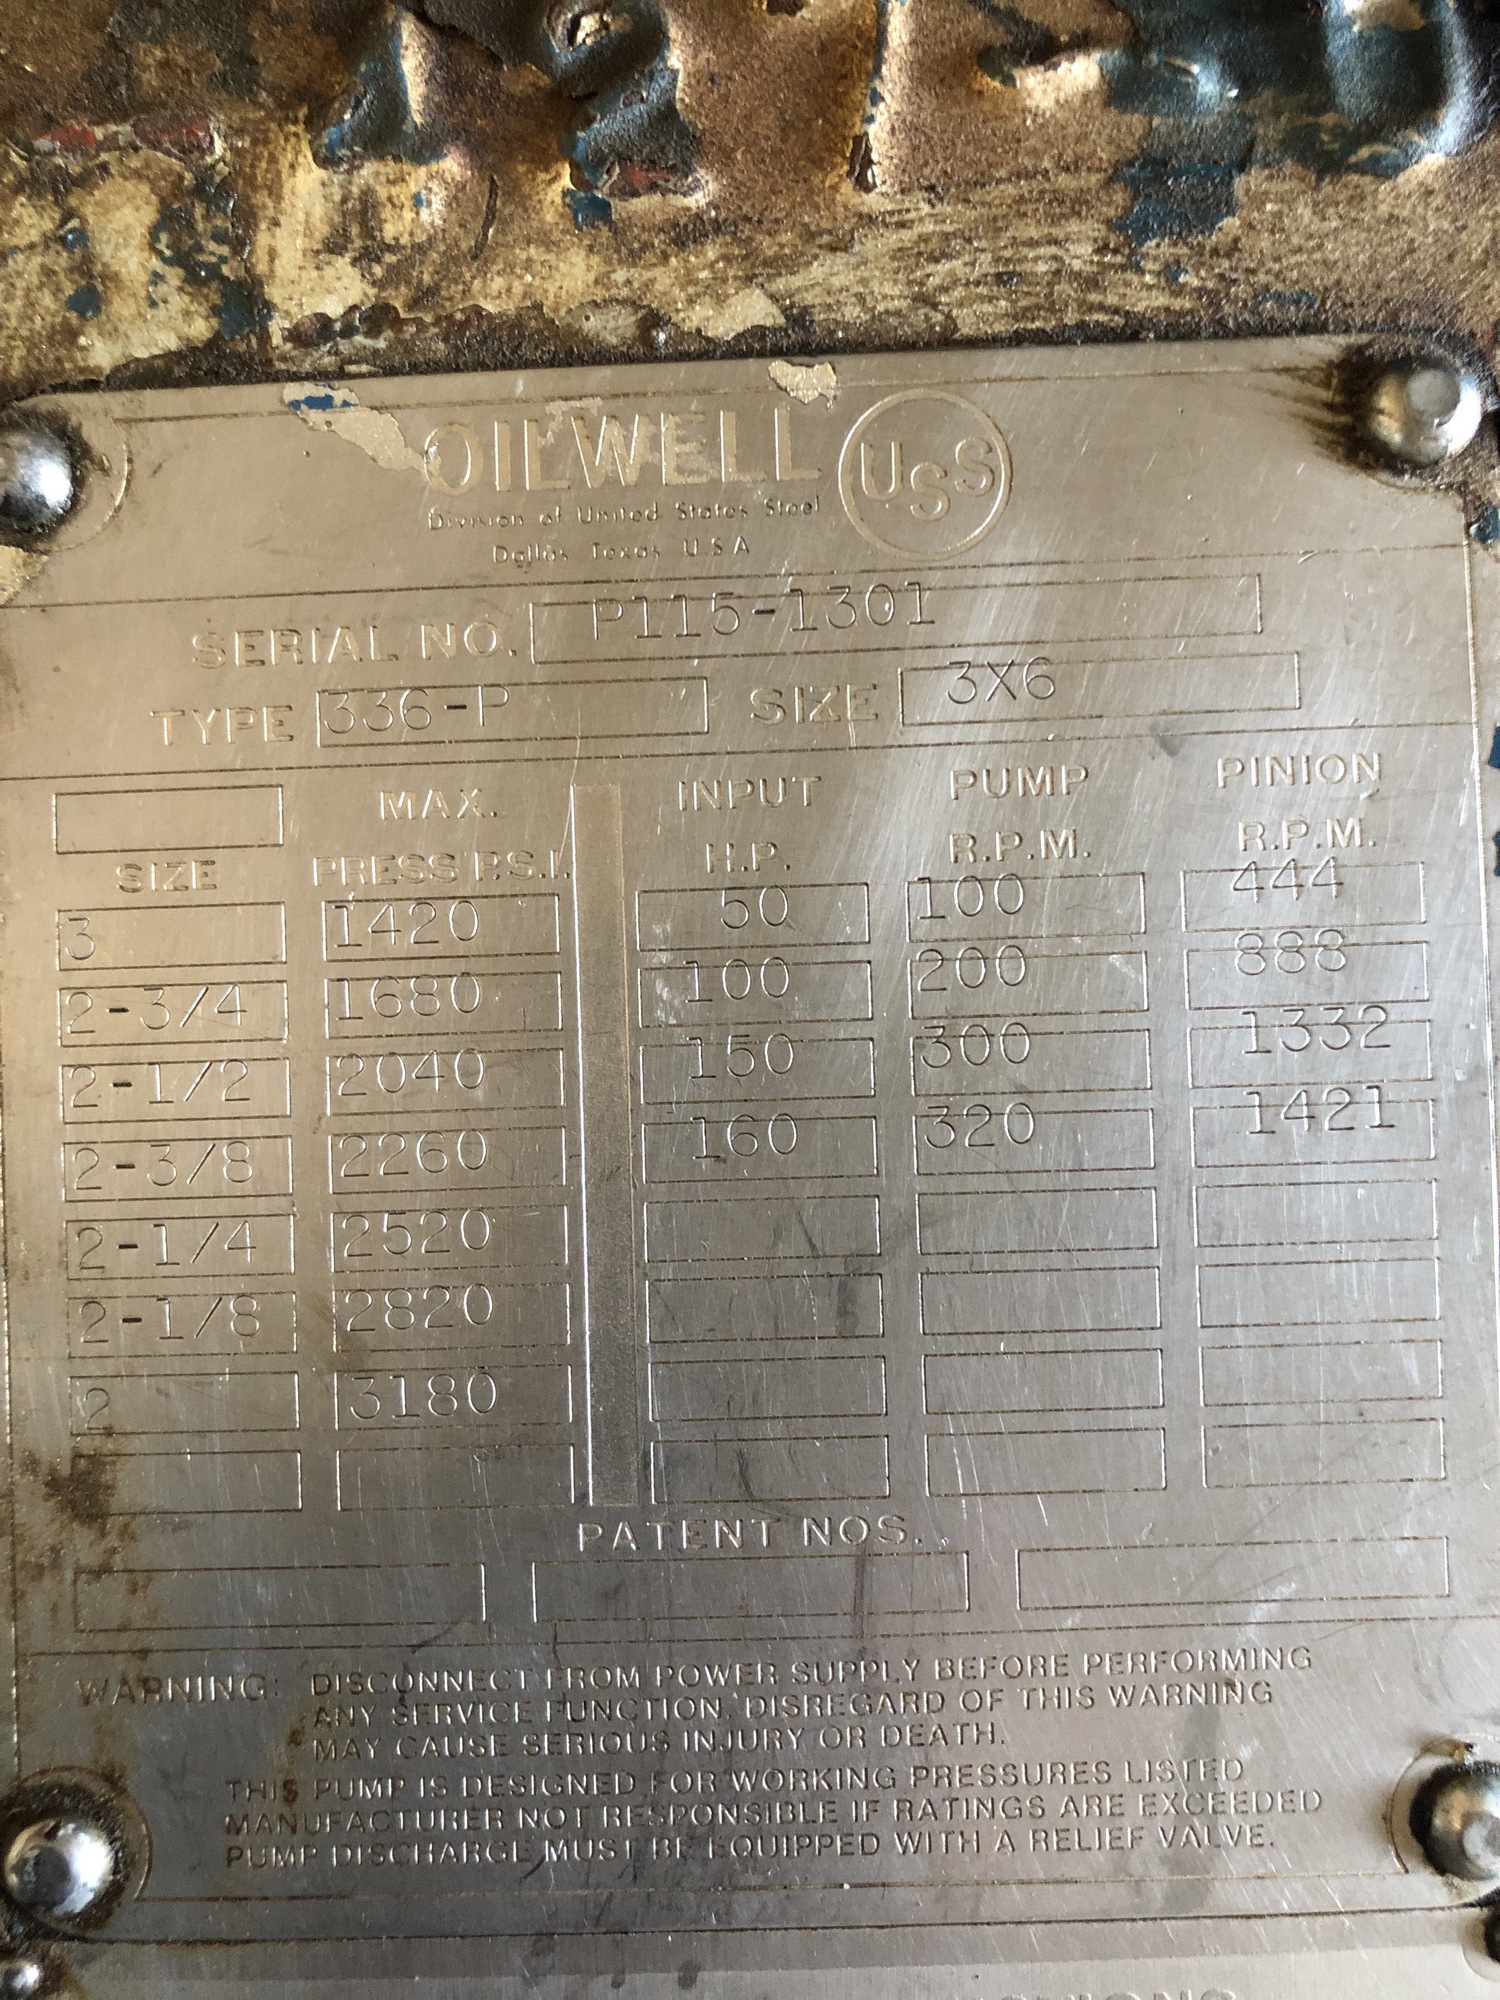 OILWELL USS
Division of United States Steel
Dallas Texas U.S.A
SERIAL NO. P115-1301
TYPE 336-P SIZE 3X6
MAX. INPUT PUMP PINION
SIZE PRESS P.S.I. H.P. R.P.M. R.P.M.
3 1420 50 100 444
2-3/4 1680 100 200 888
2-1/2 2040 150 300 1332
2-3/8 2260 160 320 1421
2-1/4 2520
2-1/8 2820
2 3180
PATENT NOS.
WARNING: DISCONNECT FROM POWER SUPPLY BEFORE PERFORMING
ANY SERVICE FUNCTION. DISREGARD OF THIS WARNING
MAY CAUSE SERIOUS INJURY OR DEATH.
THIS PUMP IS DESIGNED FOR WORKING PRESSURES LISTED
MANUFACTURER NOT RESPONSIBLE IF RATINGS ARE EXCEEDED
PUMP DISCHARGE MUST BE EQUIPPED WITH A RELIEF VALVE.